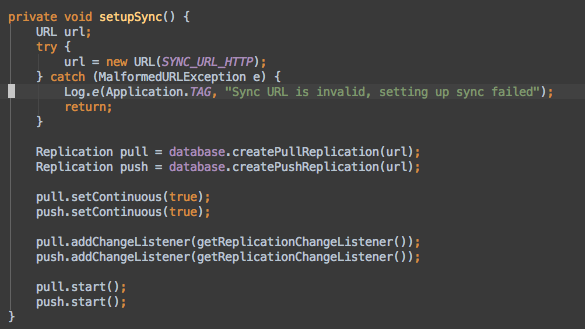 private void setupSync() {
    URL url;
    try {
        url = new URL(SYNC_URL_HTTP);
    } catch (MalformedURLException e) {
        Log.e(Application.TAG, "Sync URL is invalid, setting up sync failed");
        return;
    }

    Replication pull = database.createPullReplication(url);
    Replication push = database.createPushReplication(url);

    pull.setContinuous(true);
    push.setContinuous(true);

    pull.addChangeListener(getReplicationChangeListener());
    push.addChangeListener(getReplicationChangeListener());

    pull.start();
    push.start();
}